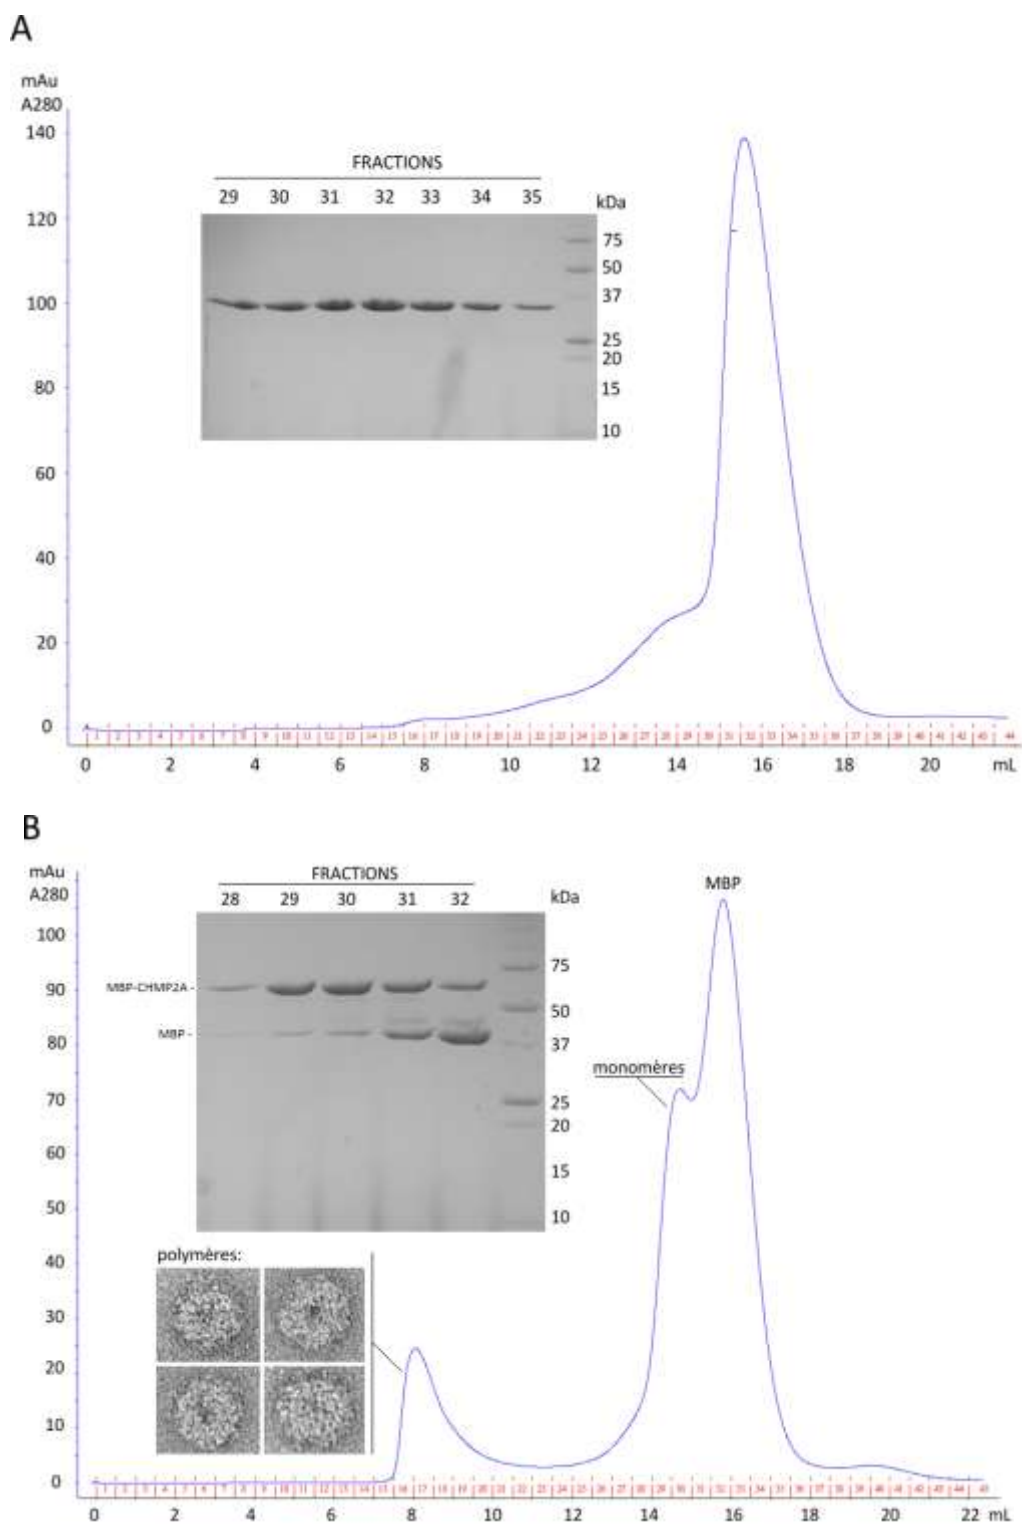 A
mAu
A280
140
120
100
80
60
40
20
0
FRACTIONS
29 30 31 32 33 34 35
kDa
75
50
37
25
20
15
10
0 2 4 6 8 10 12 14 16 18 20 mL
B
mAu
A280
100
90
80
70
60
50
40
30
20
10
0
FRACTIONS
28 29 30 31 32
kDa
75
50
37
25
20
15
10
MBP-CHMP2A -
MBP -
MBP
monomères
polymères:
0 2 4 6 8 10 12 14 16 18 20 22 mL